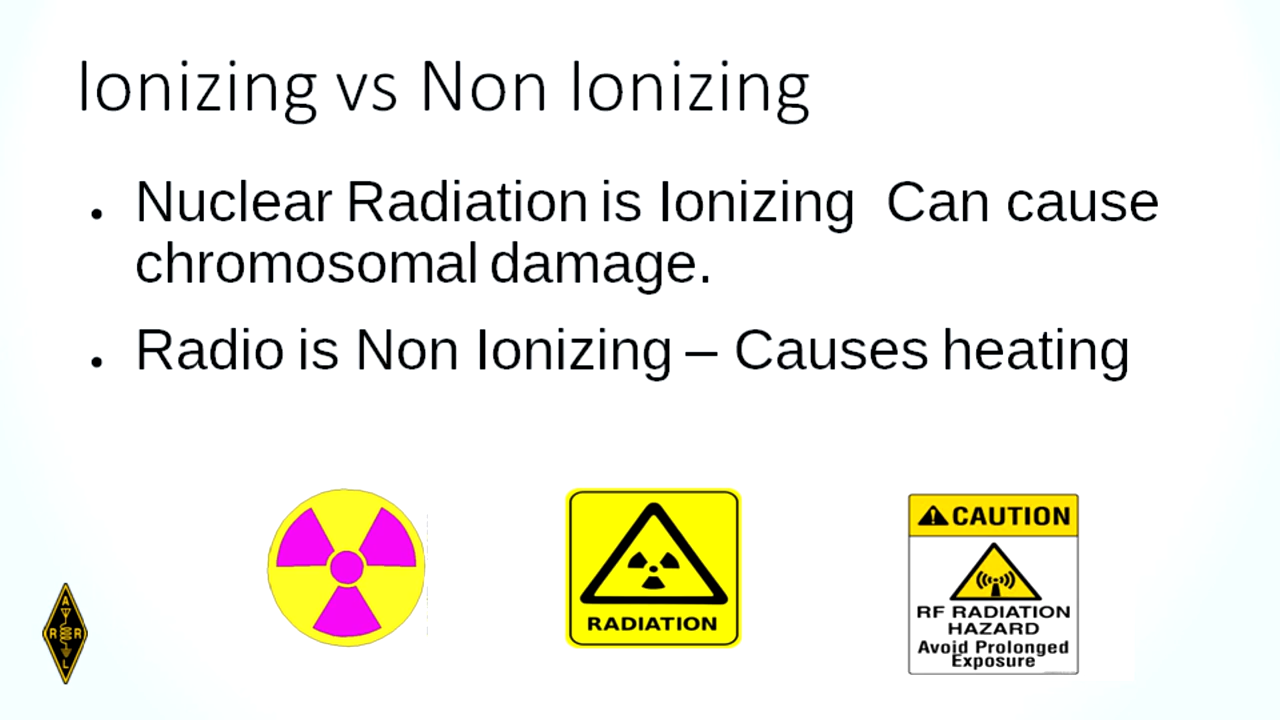 Ionizing vs Non Ionizing
• Nuclear Radiation is Ionizing  Can cause
chromosomal damage.
• Radio is Non Ionizing – Causes heating
RADIATION
CAUTION
RF RADIATION
HAZARD
Avoid Prolonged
Exposure
A
R R
L